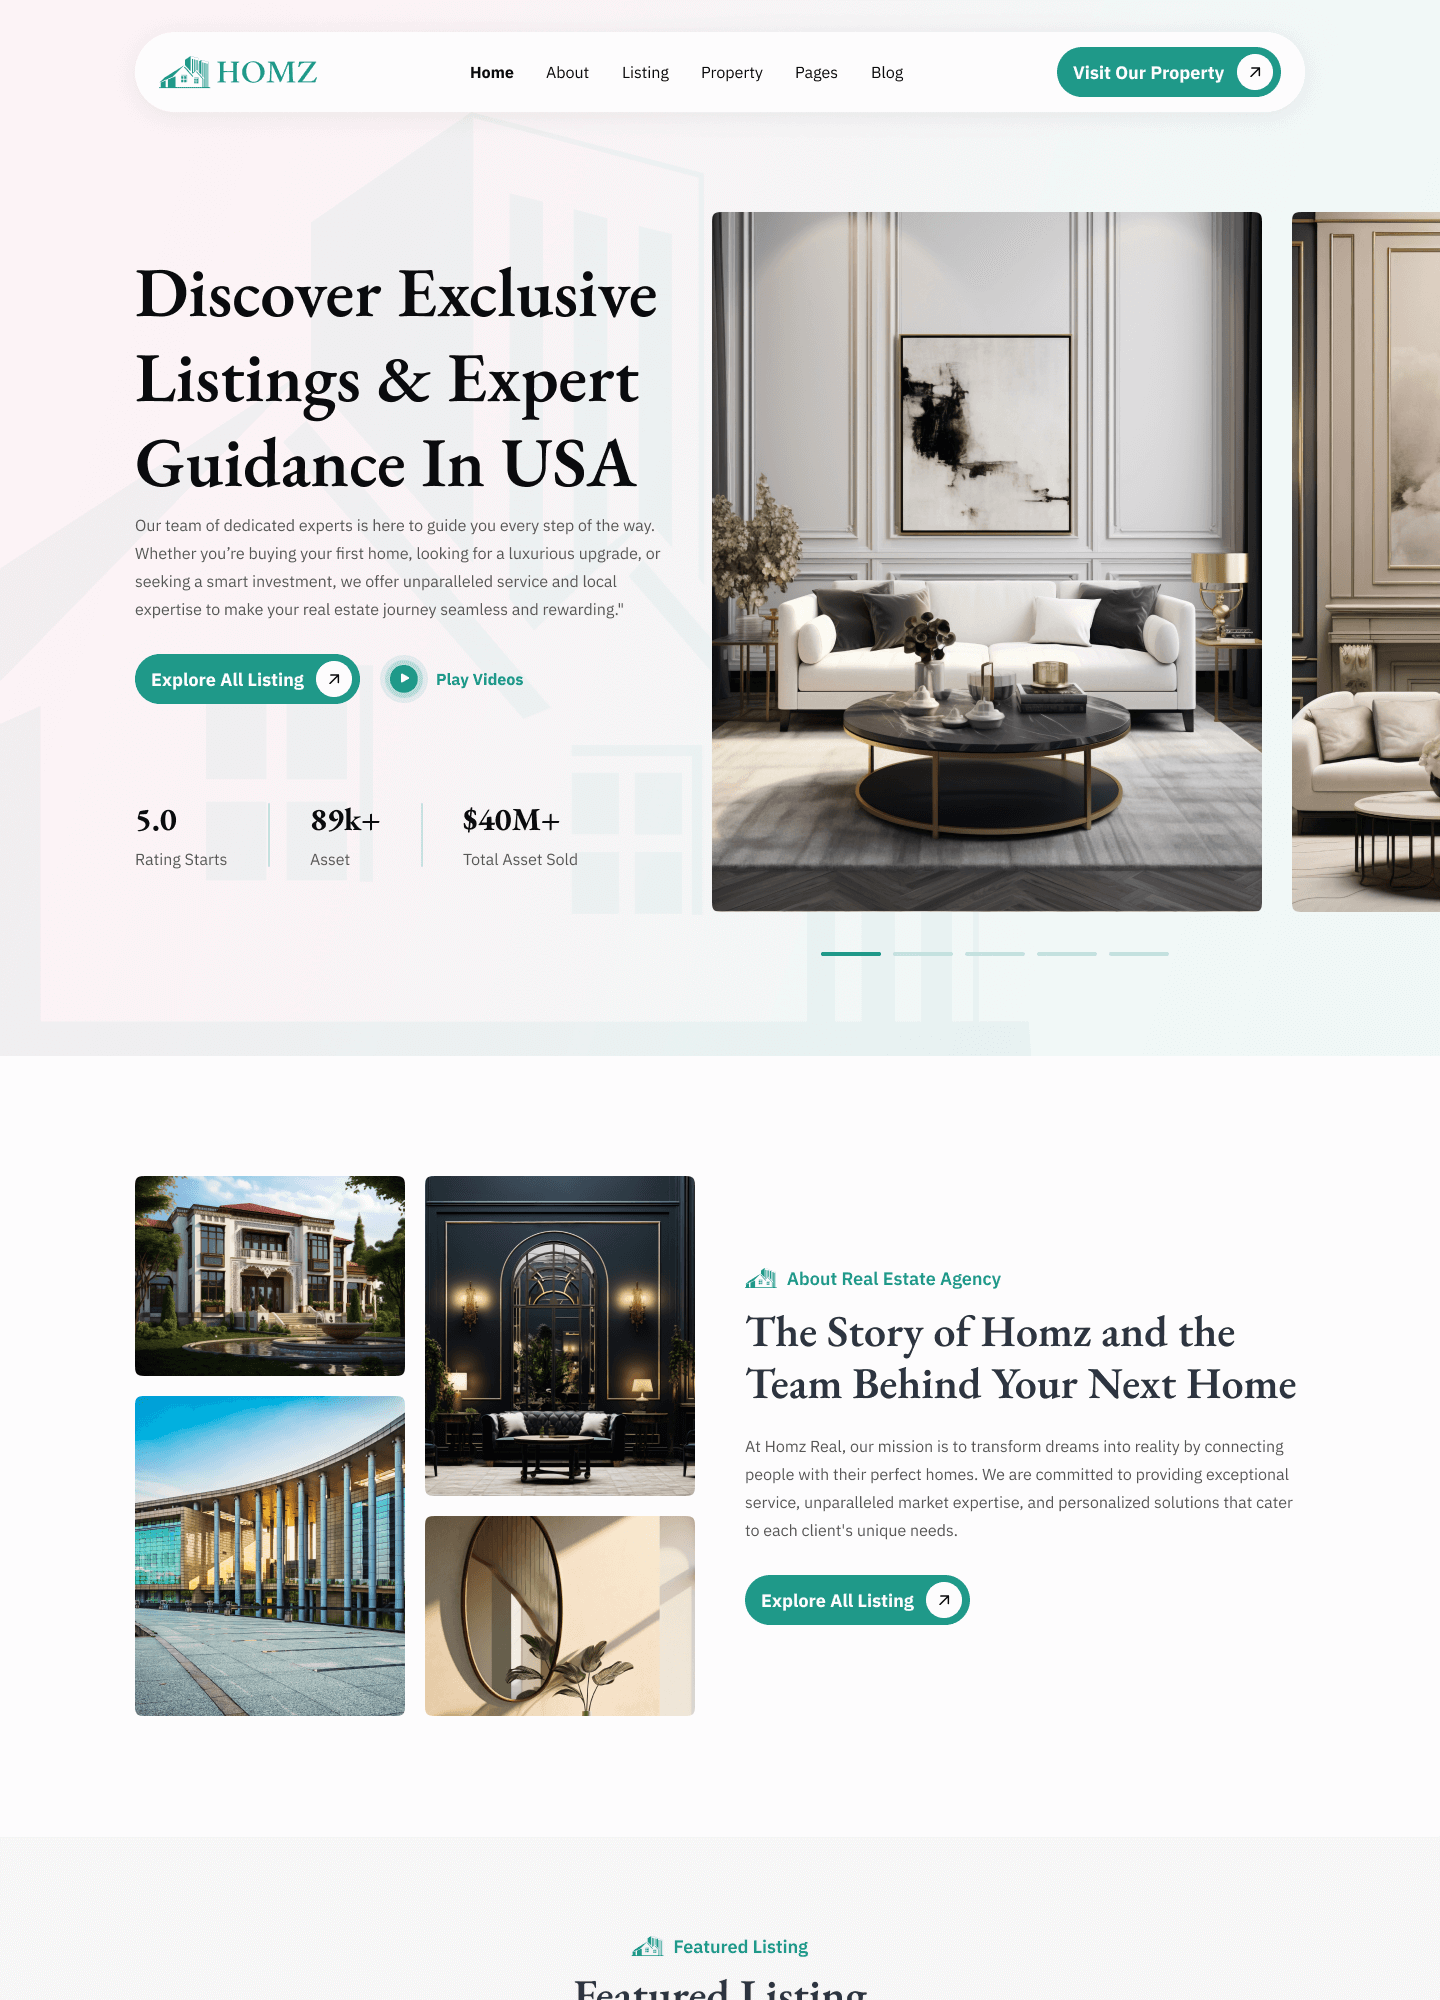 HOMZ
Home
About
Listing
Property
Pages
Blog
Visit Our Property
Discover Exclusive
Listings & Expert
Guidance In USA
Our team of dedicated experts is here to guide you every step of the way.
Whether you’re buying your first home, looking for a luxurious upgrade, or
seeking a smart investment, we offer unparalleled service and local
expertise to make your real estate journey seamless and rewarding."
Explore All Listing
Play Videos
5.0
Rating Starts
89k+
Asset
$40M+
Total Asset Sold
About Real Estate Agency
The Story of Homz and the
Team Behind Your Next Home
At Homz Real, our mission is to transform dreams into reality by connecting
people with their perfect homes. We are committed to providing exceptional
service, unparalleled market expertise, and personalized solutions that cater
to each client's unique needs.
Explore All Listing
Featured Listing
Featured Listing